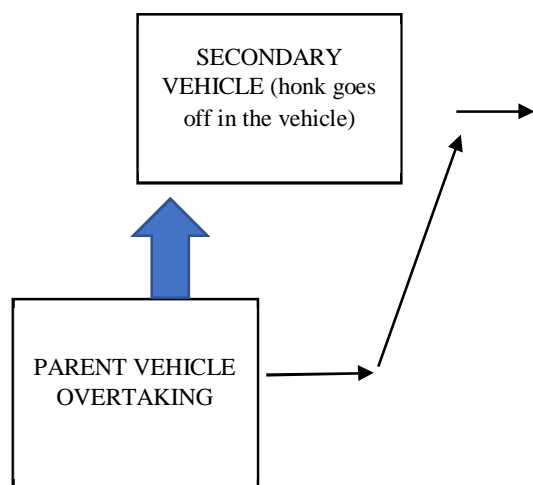 SECONDARY
VEHICLE (honk goes
off in the vehicle)
PARENT VEHICLE
OVERTAKING